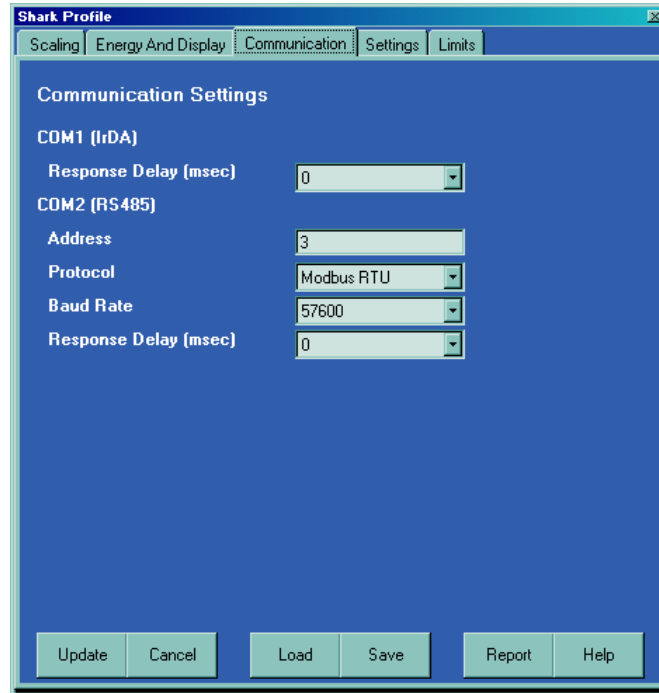 Shark Profile
Scaling Energy And Display Communication Settings Limits
Communication Settings
COM1 (IrDA)
Response Delay (msec) 0
COM2 (RS485)
Address 3
Protocol Modbus RTU
Baud Rate 57600
Response Delay (msec) 0
Update Cancel Load Save Report Help